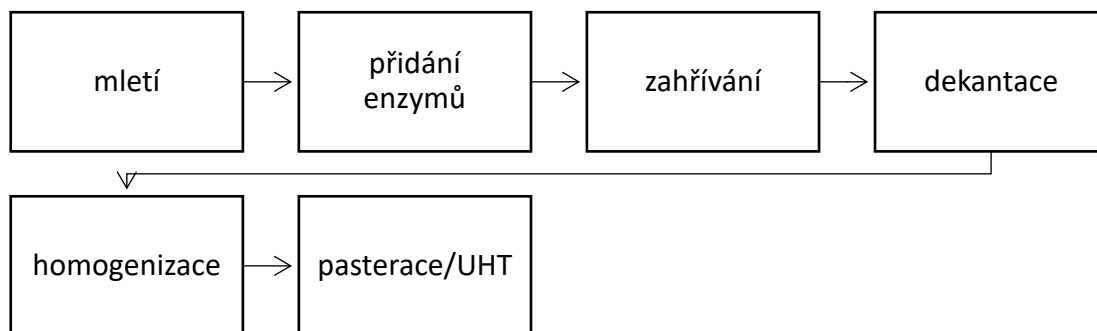 mletí
přidání
enzymů
zahřívání
dekantace
homogenizace
pasterace/UHT